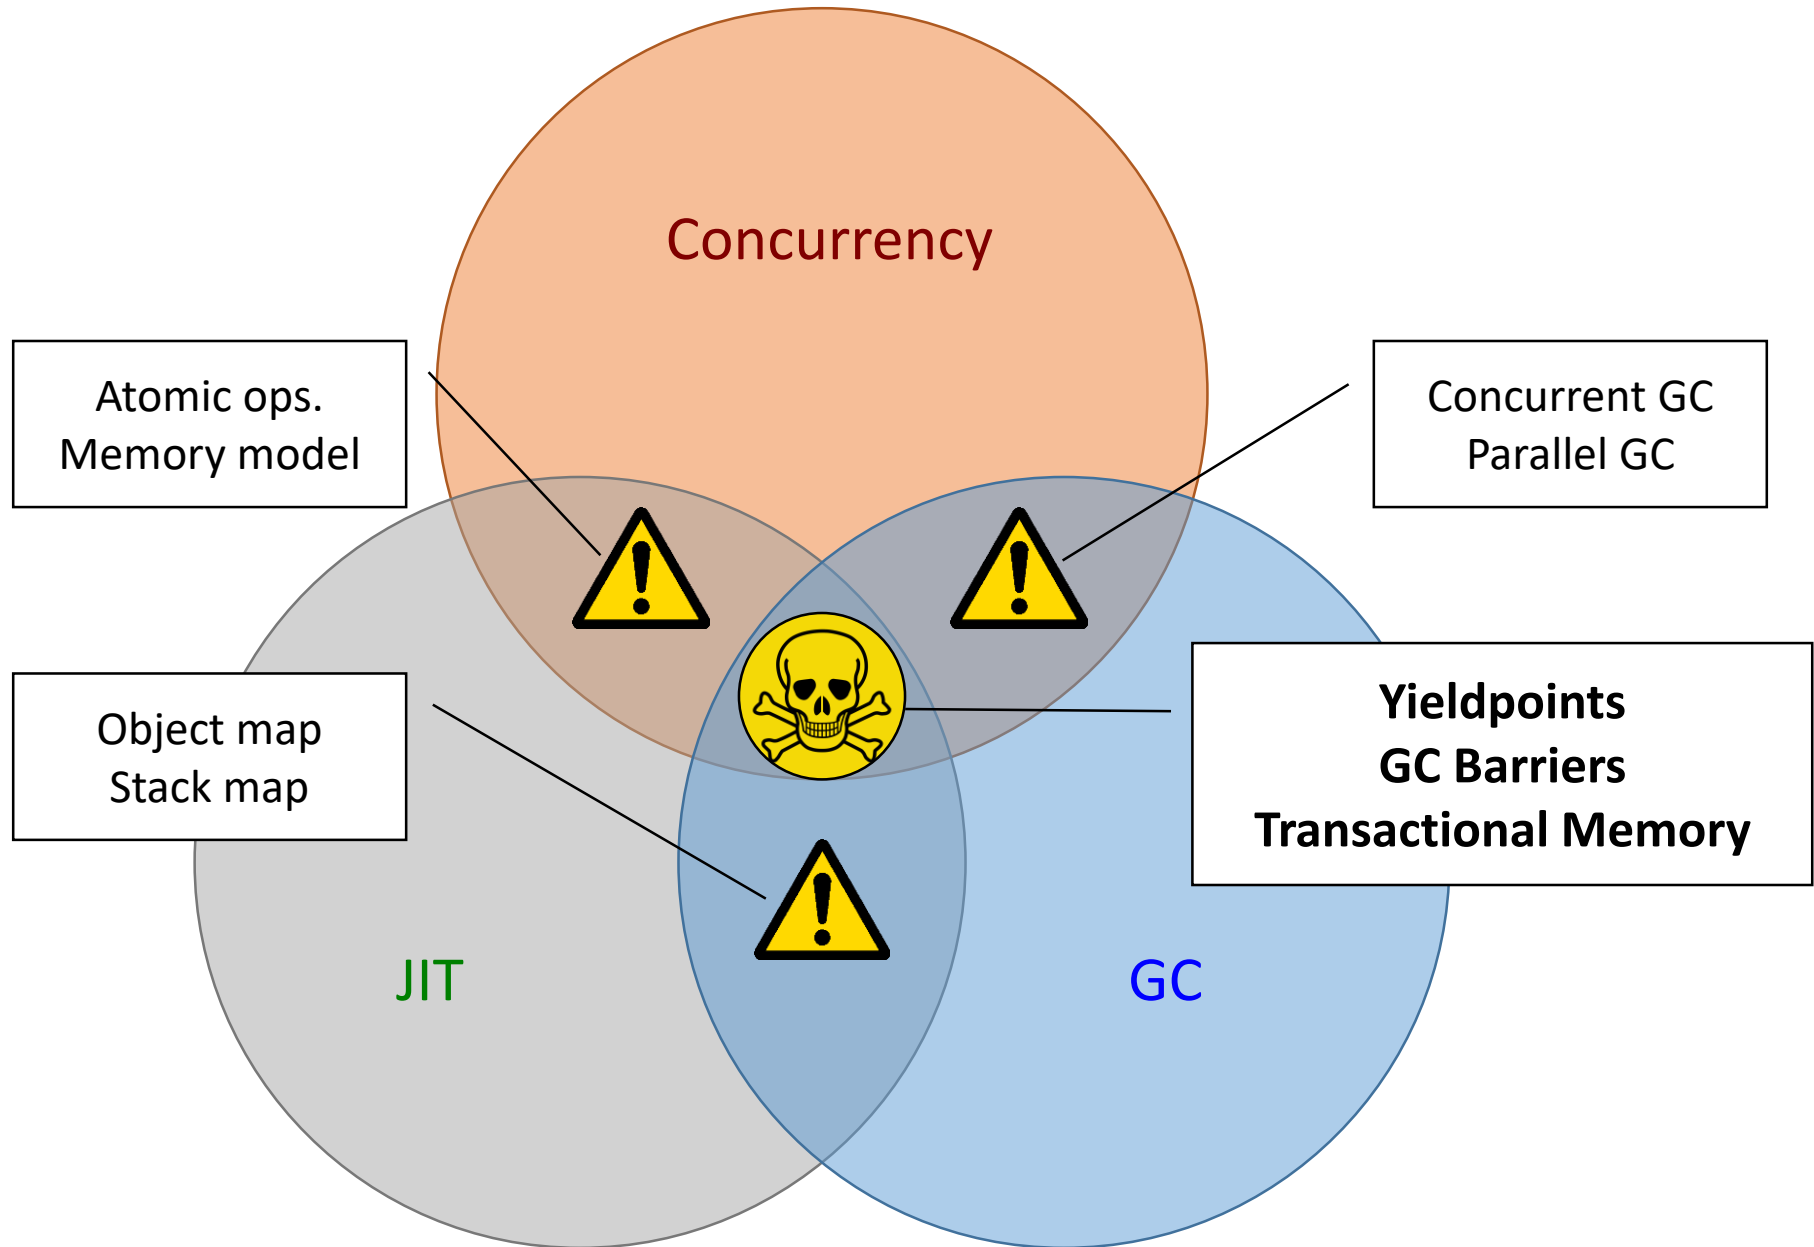 Concurrency
Atomic ops.
Memory model
Concurrent GC
Parallel GC
Object map
Stack map
Yieldpoints
GC Barriers
Transactional Memory
JIT
GC